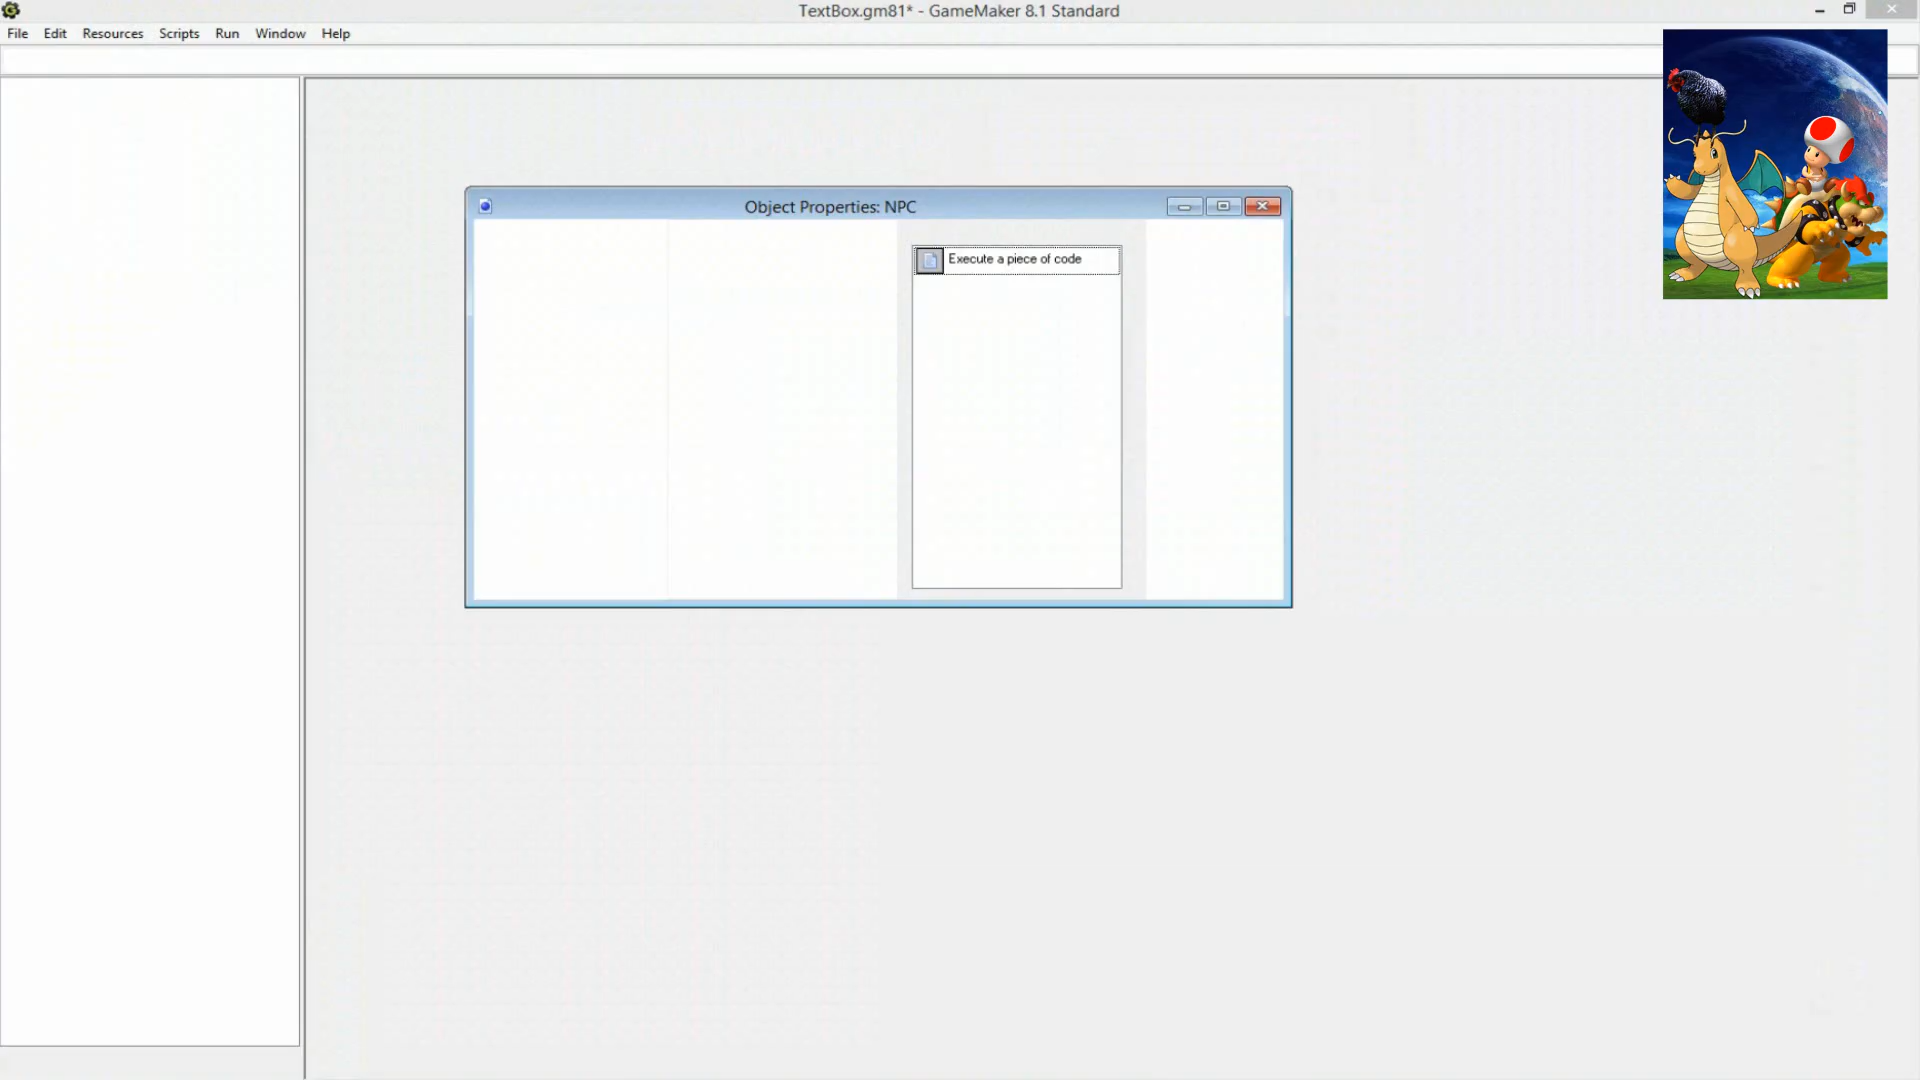 TextBox.gm81* - GameMaker 8.1 Standard
File Edit Resources Scripts Run Window Help
Object Properties: NPC
Execute a piece of code